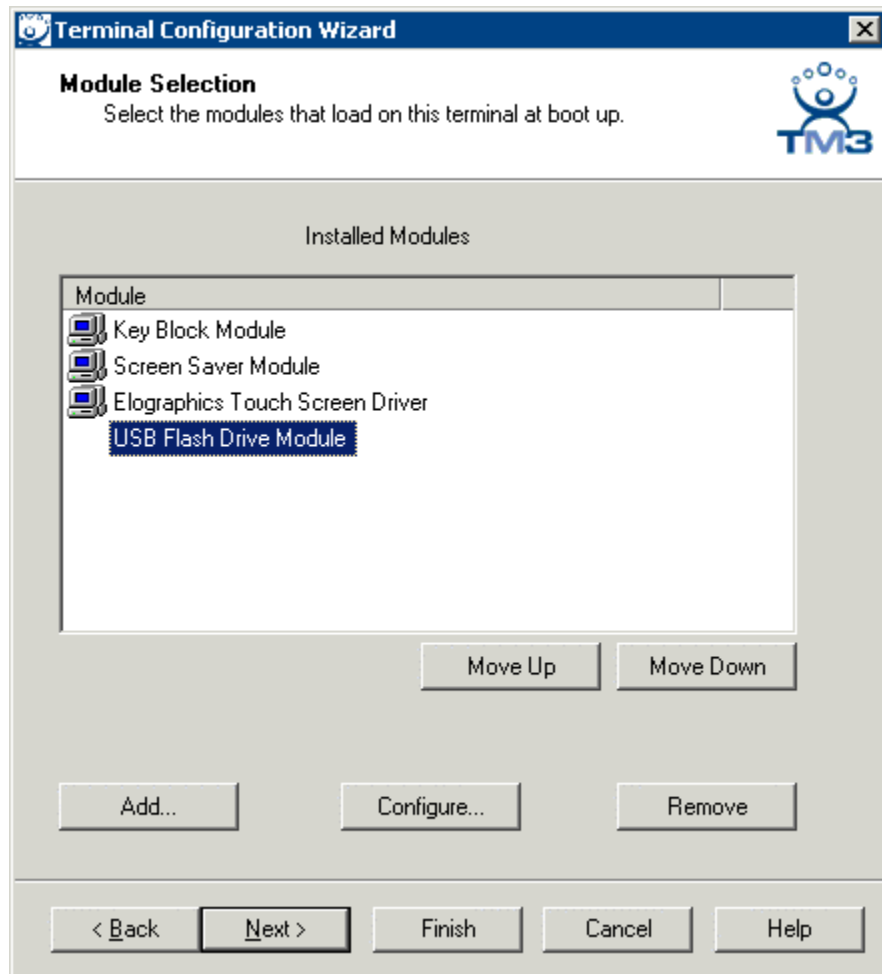 Terminal Configuration Wizard
Module Selection
Select the modules that load on this terminal at boot up.
TM3
Installed Modules
Module
Key Block Module
Screen Saver Module
Elographics Touch Screen Driver
USB Flash Drive Module
Move Up Move Down
Add... Configure... Remove
< Back Next > Finish Cancel Help